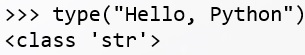 >>> type("Hello, Python")
<class 'str'>